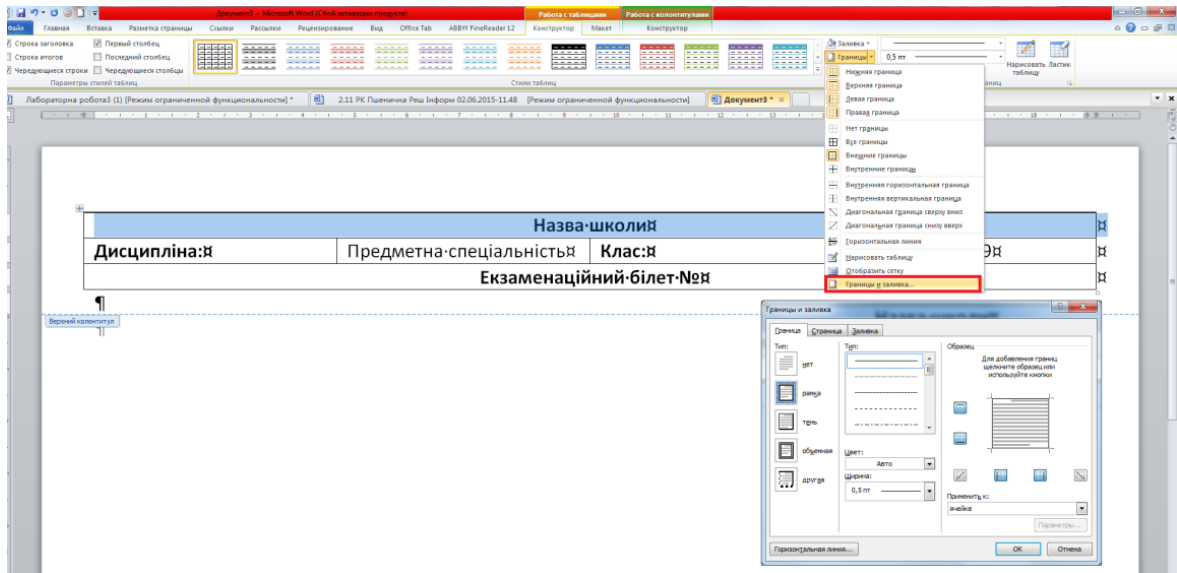 Документ3 - Microsoft Word (Сбой активации продукта)
Работа с таблицами
Работа с колонтитулами
Файл Главная Вставка Разметка страницы Ссылки Рассылки Рецензирование Вид Office Tab ABBYY FineReader 12 Конструктор Макет Конструктор
Строка заголовка Первый столбец
Строка итогов Последний столбец
Чередующиеся строки Чередующиеся столбцы
Параметры стилей таблиц
Стили таблиц
Заливка
Границы 0,5 пт
Нарисовать таблицу Ластик
Лабораторна робота3 (1) [Режим ограниченной функциональности] *
2.11 РК Пшенична Реш Інформ 02.06.2015-11.48 [Режим ограниченной функциональности]
Документ3 *
Нижняя граница
Верхняя граница
Левая граница
Правая граница
Нет границы
Все границы
Внешние границы
Внутренние границы
Внутренняя горизонтальная граница
Внутренняя вертикальная граница
Диагональная граница сверху вниз
Диагональная граница снизу вверх
Горизонтальная линия
Нарисовать таблицу
Отобразить сетку
Границы и заливка...
Назва·школи¤ ¤
Дисципліна:¤ Предметна·спеціальність¤ Клас:¤ ¤
Екзаменаційний·білет·№¤ ¤
¶
Верхний колонтитул
Границы и заливка
Граница Страница Заливка
Тип:
нет
рамка
тень
объемная
другая
Тип:
Цвет:
Авто
Ширина:
0,5 пт
Образец
Для добавления границ
щелкните образец или
используйте кнопки
Применить к:
ячейке
Параметры...
Горизонтальная линия... ОК Отмена